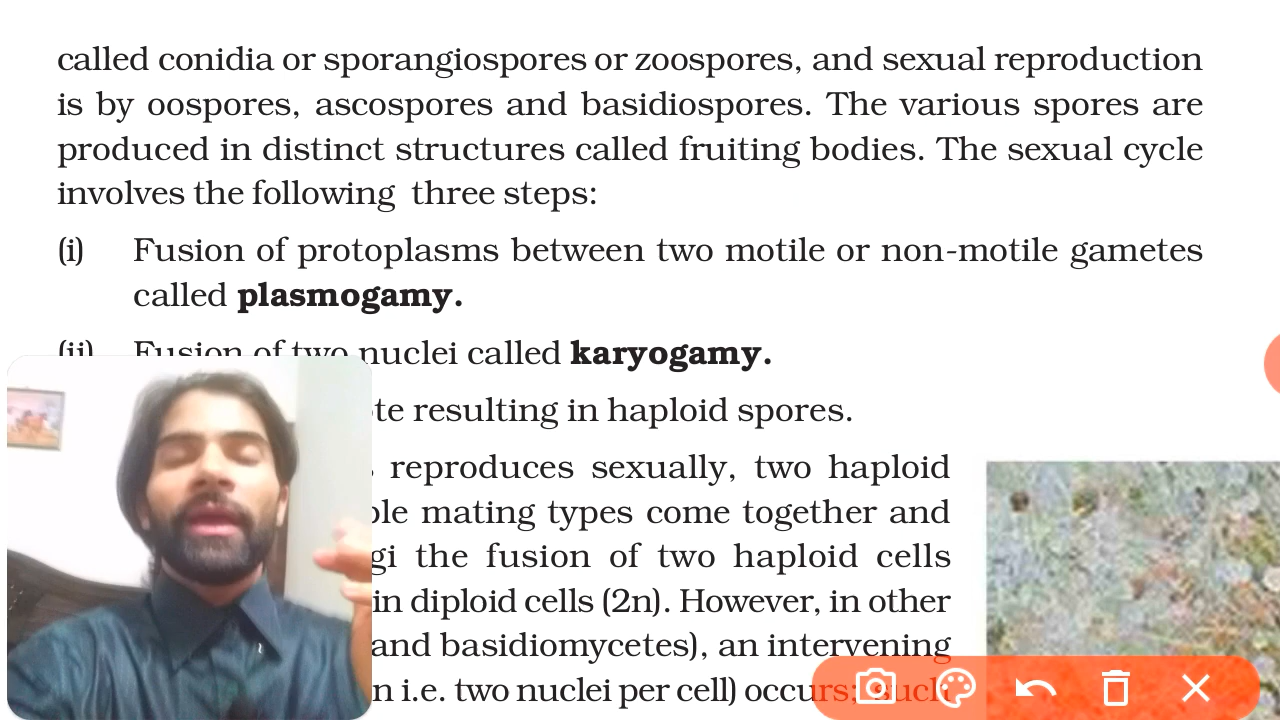 called conidia or sporangiospores or zoospores, and sexual reproduction
is by oospores, ascospores and basidiospores. The various spores are
produced in distinct structures called fruiting bodies. The sexual cycle
involves the following three steps:
(i) Fusion of protoplasms between two motile or non-motile gametes
called plasmogamy.
(ii) Fusion of two nuclei called karyogamy.
resulting in haploid spores.
reproduces sexually, two haploid
mating types come together and
the fusion of two haploid cells
in diploid cells (2n). However, in other
and basidiomycetes), an intervening
i.e. two nuclei per cell) occurs; such